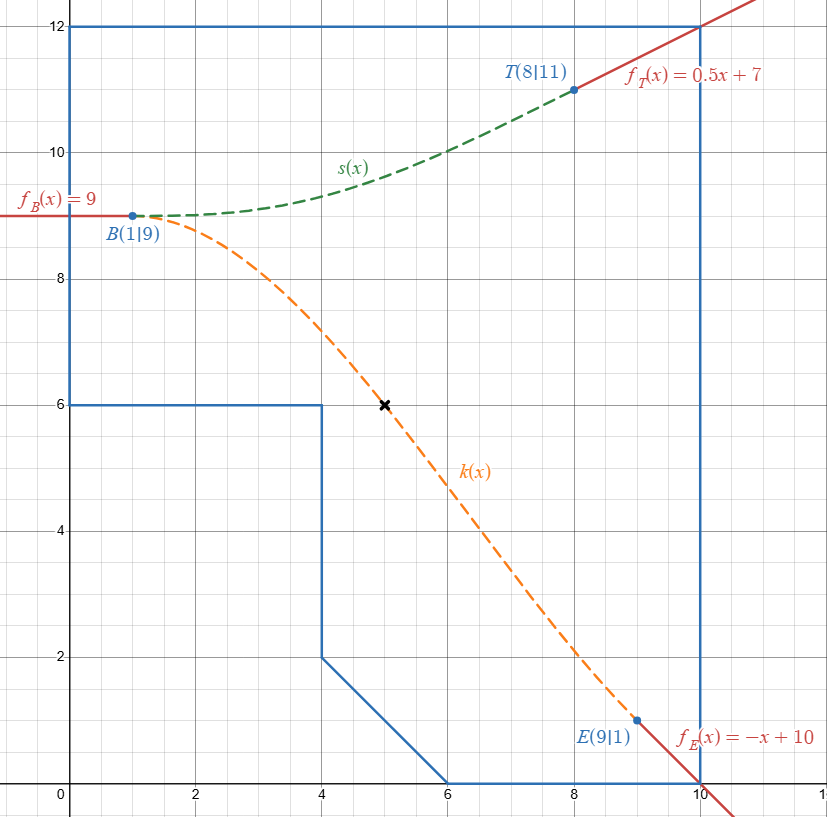 12
T(8|11)
f_T(x) = 0.5x + 7
10
s(x)
f_B(x) = 9
B(1|9)
8
6
k(x)
4
2
E(9|1)
f_E(x) = −x + 10
0 2 4 6 8 10 1